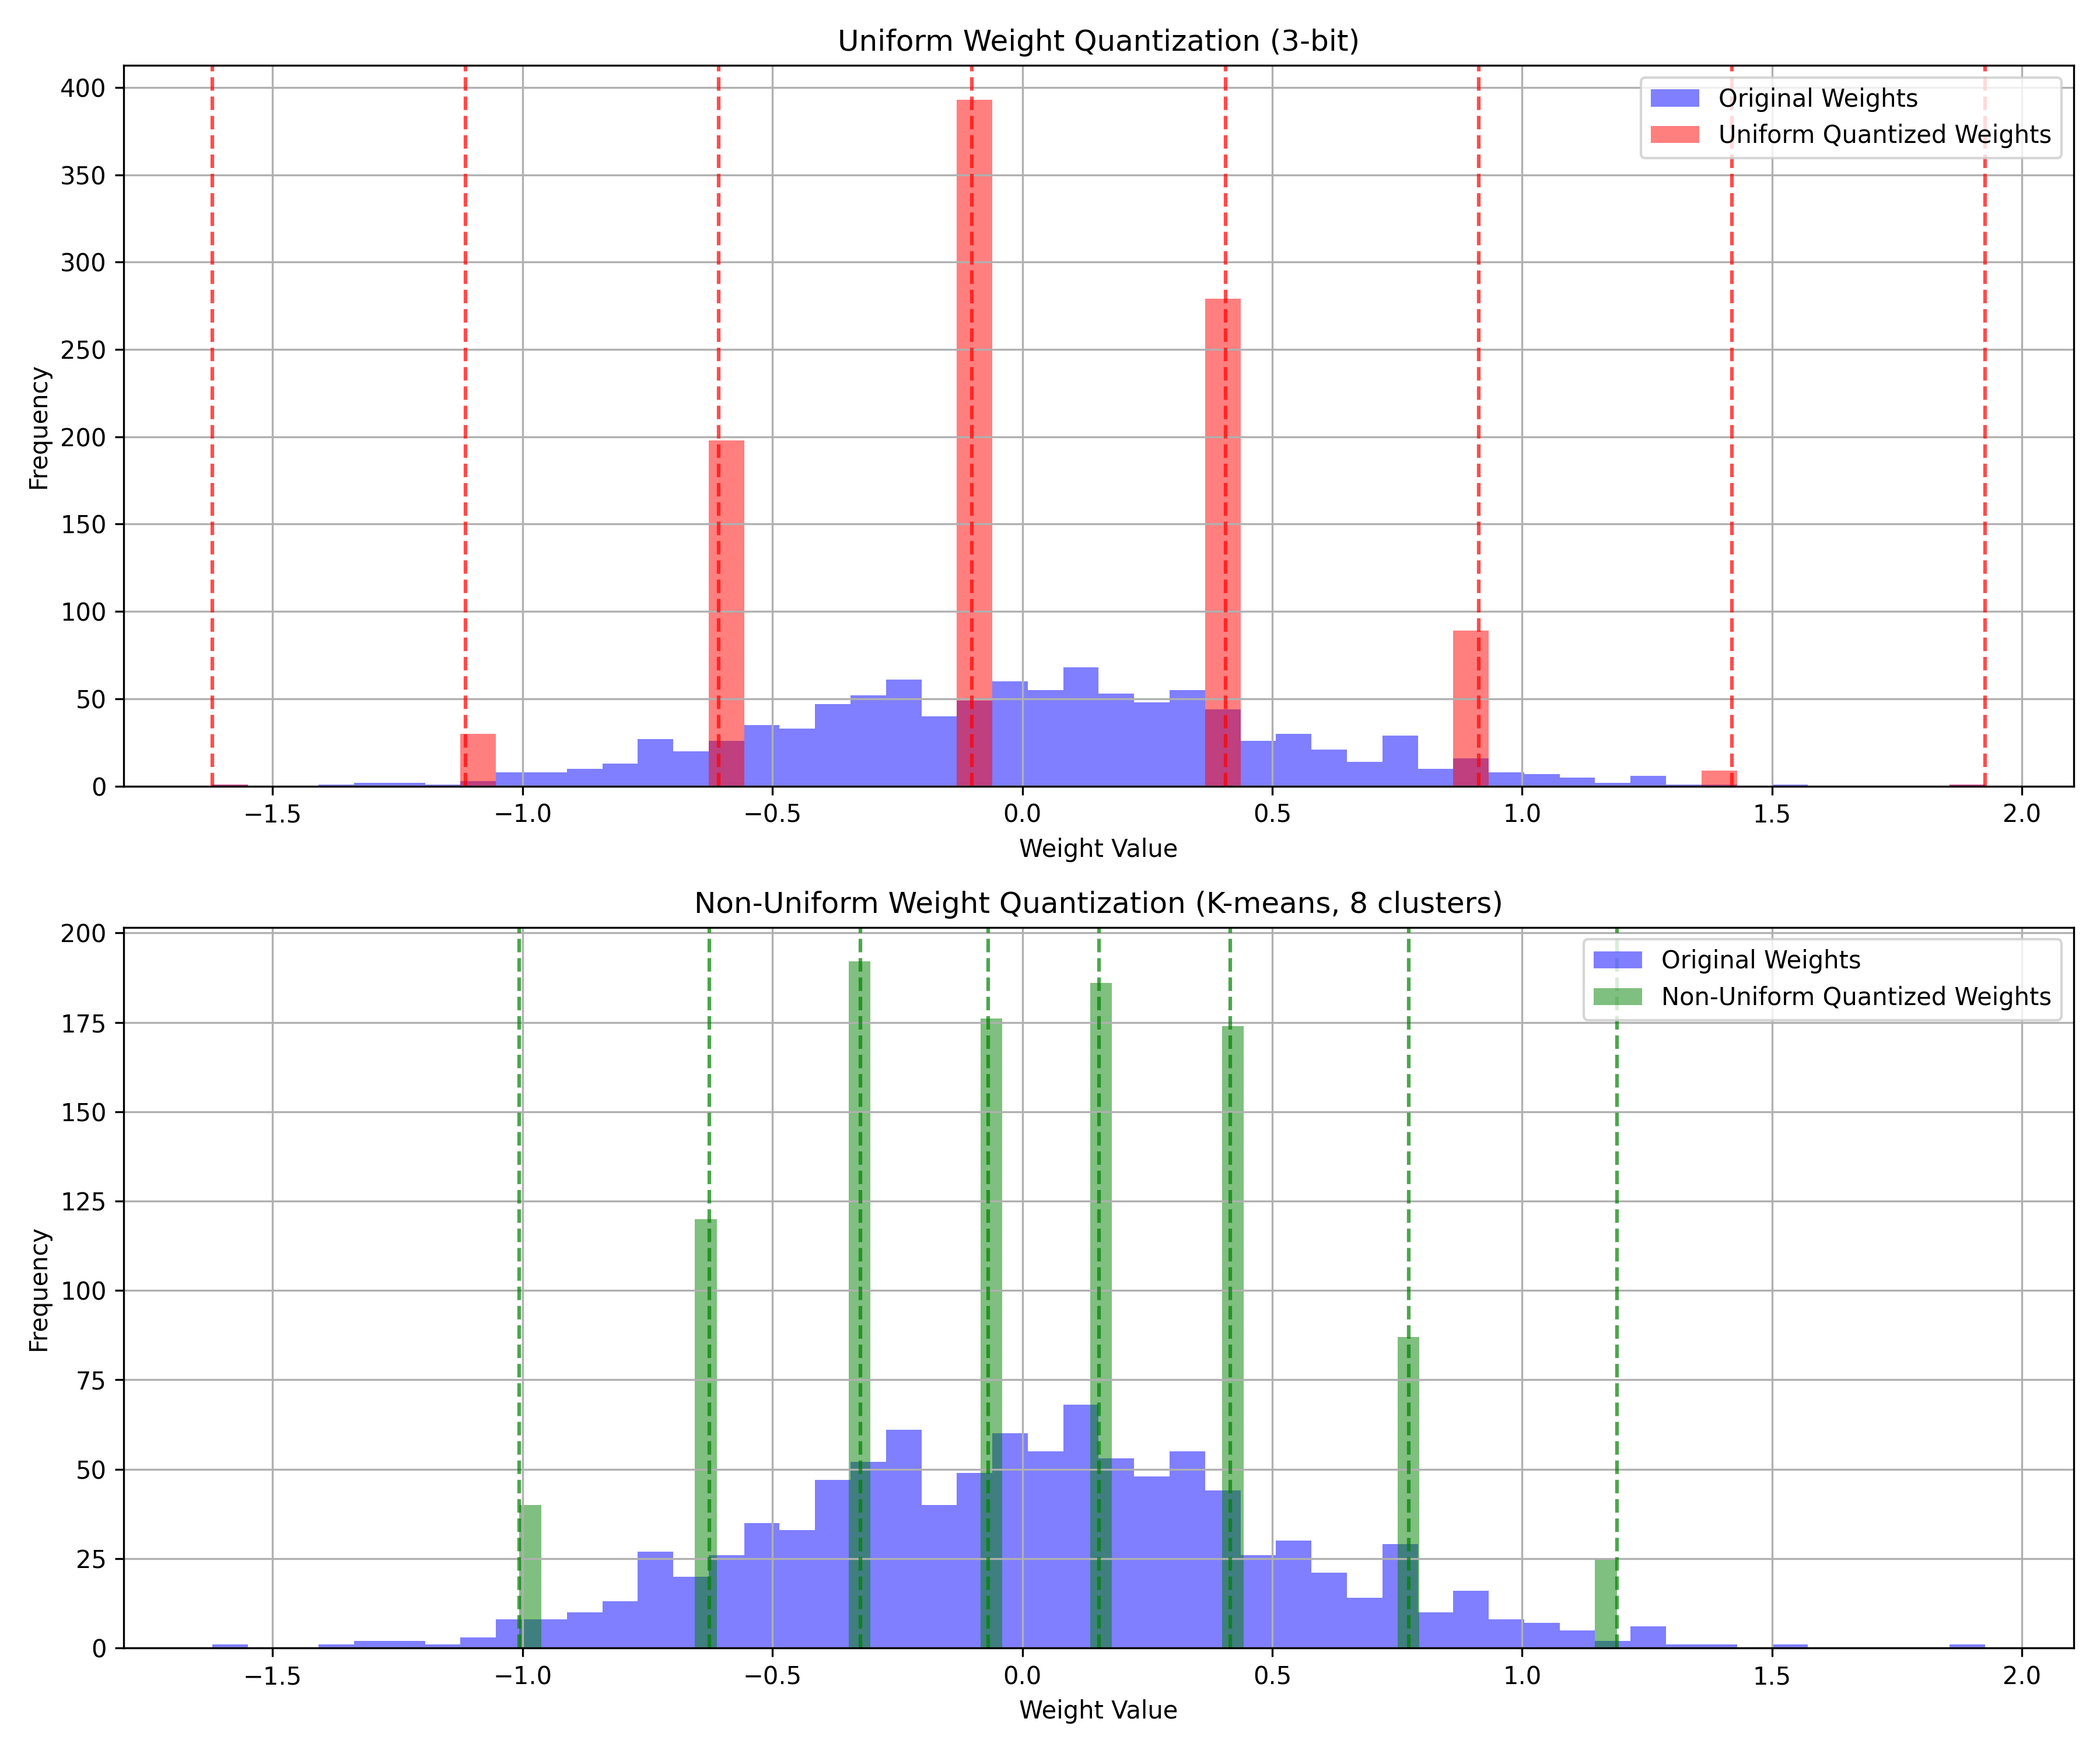 Uniform Weight Quantization (3-bit)
400
350
300
250
200
150
100
50
0
Frequency
Original Weights
Uniform Quantized Weights
−1.5 −1.0 −0.5 0.0 0.5 1.0 1.5 2.0
Weight Value
Non-Uniform Weight Quantization (K-means, 8 clusters)
200
175
150
125
100
75
50
25
0
Frequency
Original Weights
Non-Uniform Quantized Weights
−1.5 −1.0 −0.5 0.0 0.5 1.0 1.5 2.0
Weight Value